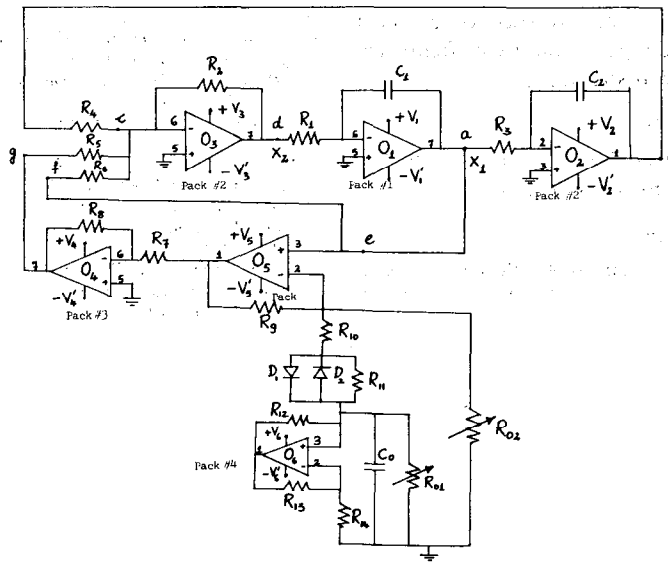 R₂
C₁
C₂
R₄
c
6
5
+V₃
O₃
-V₃'
7
d
X₂
R₁
6
5
+V₁
O₁
-V₁'
7
a
X₁
R₃
2
3
+V₂
O₂
-V₂'
1
g
R₅
f
R₆
Pack #2
Pack #1
Pack #2
R₈
+V₄
O₄
-V₄'
7
6
5
Pack #3
R₇
1
+V₅
O₅
-V₅'
3
2
e
Pack
R₉
R₁₀
D₁
D₂
R₁₁
R₁₂
+V₆
O₆
-V₆'
1
3
2
Pack #4
R₁₃
R₁₄
C₀
R₀₁
R₀₂